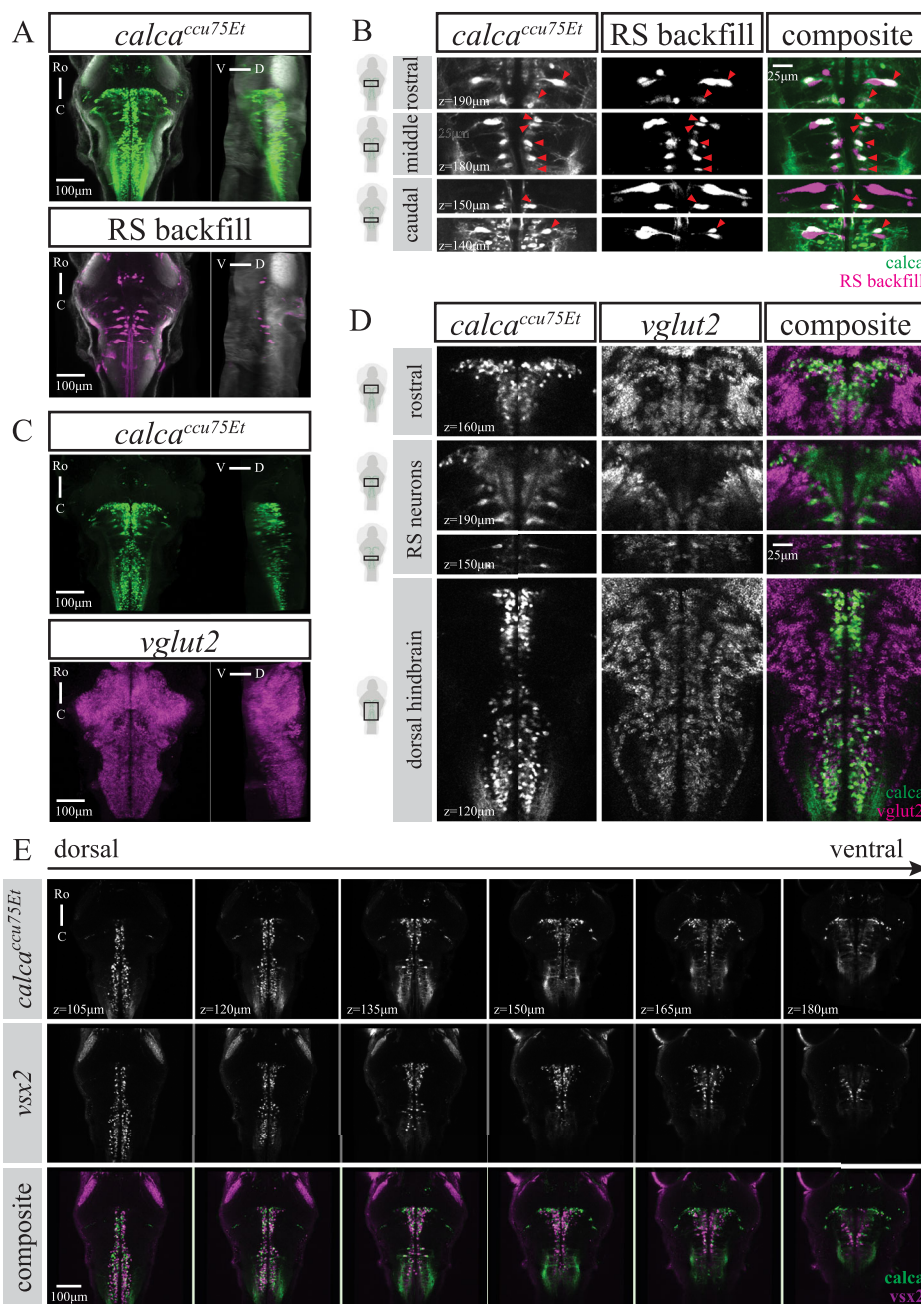 A
calca^ccu75Et
Ro
C
V
D
100μm
RS backfill
Ro
C
V
D
100μm
B
calca^ccu75Et
RS backfill
composite
rostral
z=190μm
25μm
middle
25μm
z=180μm
caudal
z=150μm
z=140μm
calca
RS backfill
C
calca^ccu75Et
Ro
C
V
D
100μm
vglut2
Ro
C
V
D
100μm
D
calca^ccu75Et
vglut2
composite
rostral
z=160μm
RS neurons
z=190μm
z=150μm
25μm
dorsal hindbrain
z=120μm
calca
vglut2
E
dorsal
ventral
calca^ccu75Et
Ro
C
z=105μm
z=120μm
z=135μm
z=150μm
z=165μm
z=180μm
vsx2
composite
100μm
calca
vsx2